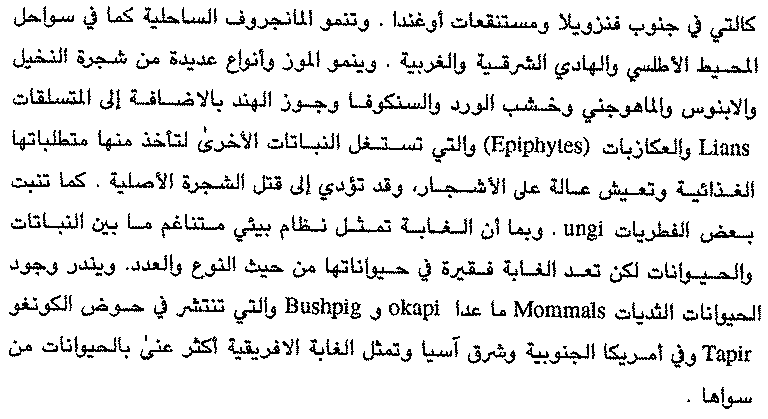 كالتي في جنوب فنزويلا ومستنقعات أوغندا . وتنمو المانجروف الساحلية كما في سواحل
المحيط الأطلسي والهادي الشرقية والغربية . وينمو الموز وأنواع عديدة من شجرة النخيل
والابنوس والماهوجني وخشب الورد والسنكوفا وجوز الهند بالاضافة إلى المتسلقات
Lians والعكازبات (Epiphytes) والتي تستغل النباتات الأخرىٰ لتأخذ منها متطلباتها
الغذائية وتعيش عالة على الأشجار، وقد تؤدي إلى قتل الشجرة الأصلية . كما تنبت
بعض الفطريات ungi . وبما أن الغابة تمثل نظام بيئي متناغم ما بين النباتات
والحيوانات لكن تعد الغابة فقيرة في حيواناتها من حيث النوع والعدد. ويندر وجود
الحيوانات الثديات Mommals ما عدا okapi و Bushpig والتي تنتشر في حوض الكونغو
Tapir وفي أمريكا الجنوبية وشرق آسيا وتمثل الغابة الافريقية أكثر عنىٰ بالحيوانات من
سواها .